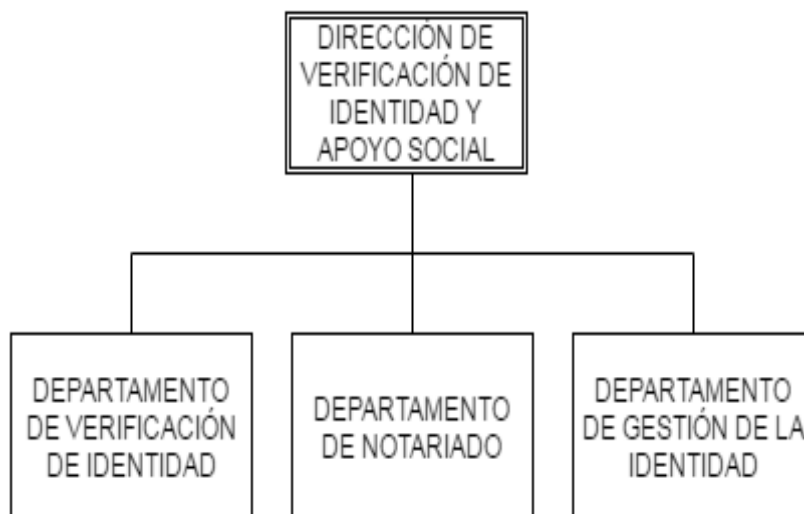 DIRECCIÓN DE
VERIFICACIÓN DE
IDENTIDAD Y
APOYO SOCIAL
DEPARTAMENTO
DE VERIFICACIÓN
DE IDENTIDAD
DEPARTAMENTO
DE NOTARIADO
DEPARTAMENTO
DE GESTIÓN DE LA
IDENTIDAD